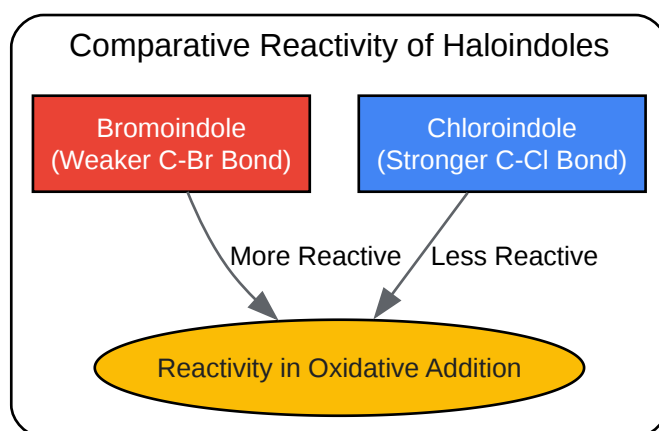 Comparative Reactivity of Haloindoles
Bromoindole
(Weaker C-Br Bond)
Chloroindole
(Stronger C-Cl Bond)
More Reactive
Less Reactive
Reactivity in Oxidative Addition